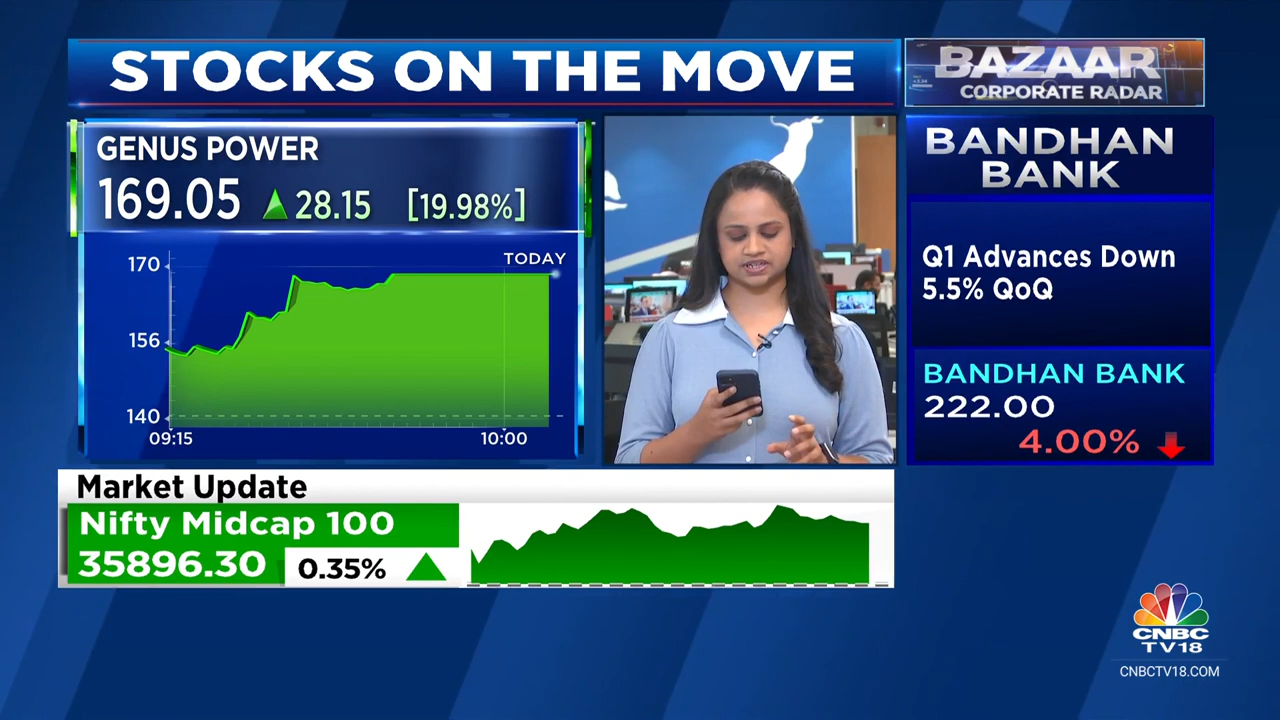 STOCKS ON THE MOVE
BAZAAR
CORPORATE RADAR
GENUS POWER
169.05 ▲ 28.15 [19.98%]
TODAY
170
156
140
09:15 10:00
BANDHAN
BANK
Q1 Advances Down
5.5% QoQ
BANDHAN BANK
222.00
4.00%
Market Update
Nifty Midcap 100
35896.30 0.35%
CNBC
TV18
CNBCTV18.COM